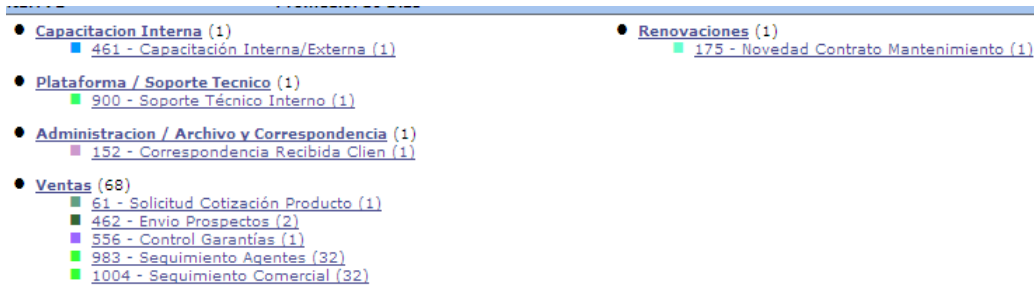 Capacitacion Interna (1)
461 - Capacitación Interna/Externa (1)
Plataforma / Soporte Tecnico (1)
900 - Soporte Técnico Interno (1)
Administracion / Archivo y Correspondencia (1)
152 - Correspondencia Recibida Clien (1)
Ventas (68)
61 - Solicitud Cotización Producto (1)
462 - Envio Prospectos (2)
556 - Control Garantías (1)
983 - Seguimiento Agentes (32)
1004 - Seguimiento Comercial (32)
Renovaciones (1)
175 - Novedad Contrato Mantenimiento (1)